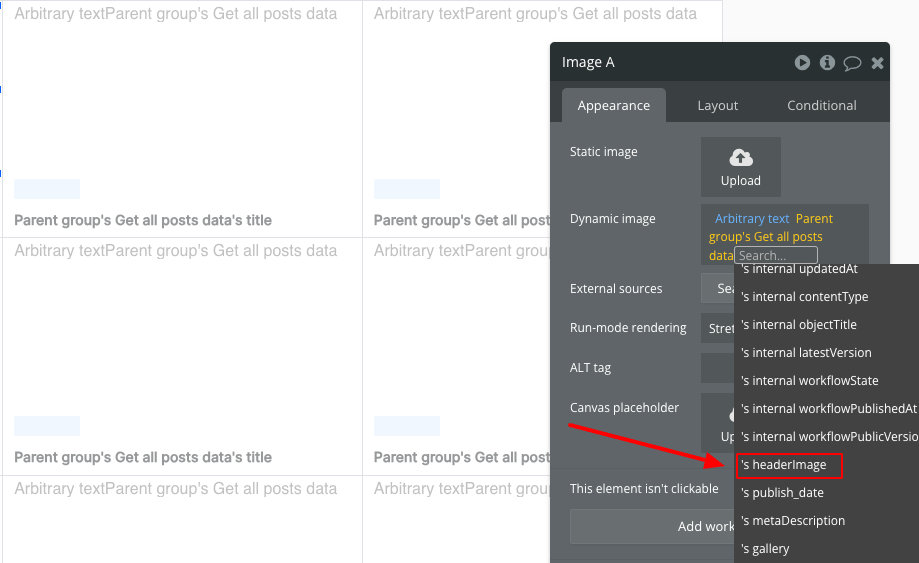 Arbitrary textParent group's Get all posts data
Arbitrary textParent group's Get all posts data
Parent group's Get all posts data's title
Parent group's Get all posts
Arbitrary textParent group's Get all posts data
Arbitrary textParent group's
Parent group's Get all posts data's title
Parent group's Get all posts
Arbitrary textParent group's Get all posts data
Arbitrary textParent group's
Image A
Appearance
Layout
Conditional
Static image
Upload
Dynamic image
Arbitrary text Parent
group's Get all posts
data
Search...
External sources
Run-mode rendering
ALT tag
Canvas placeholder
This element isn't clickable
's internal updatedAt
's internal contentType
's internal objectTitle
's internal latestVersion
's internal workflowState
's internal workflowPublishedAt
's internal workflowPublicVersio
's headerImage
's publish_date
's metaDescription
's gallery